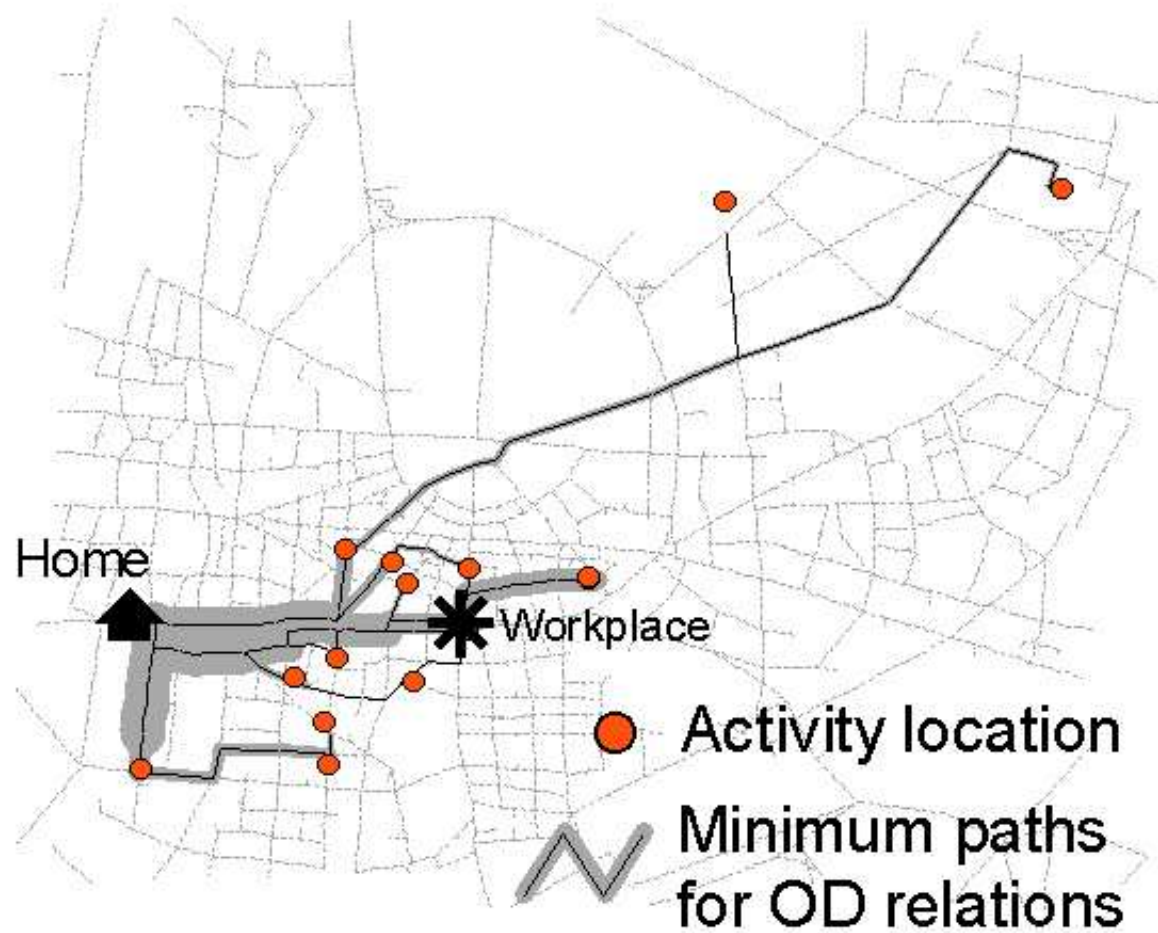 Home
Workplace
Activity location
Minimum paths
for OD relations